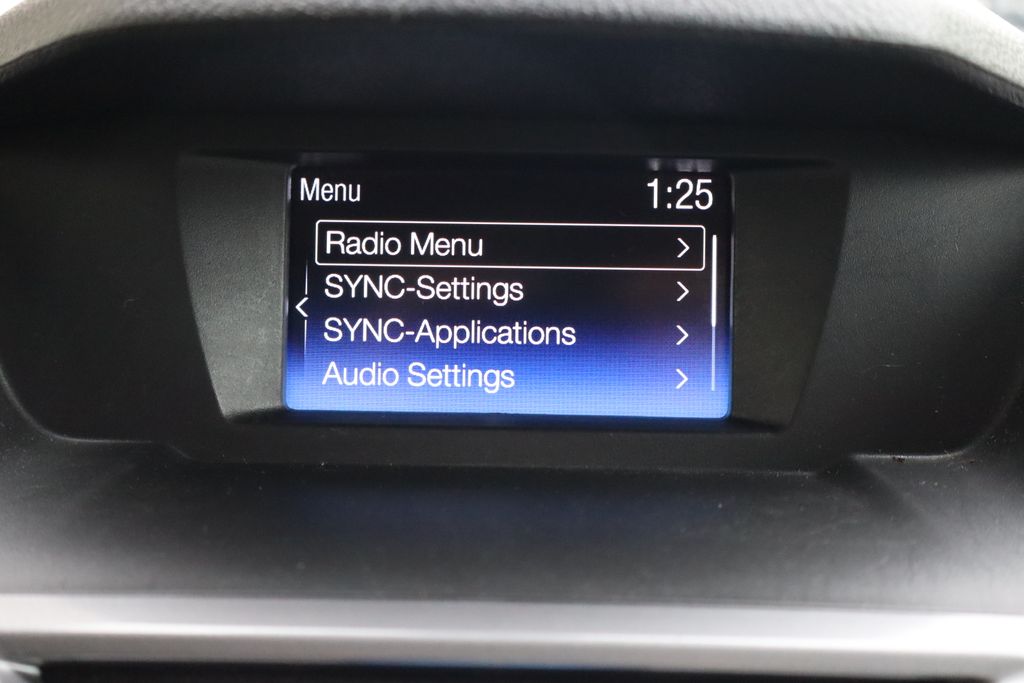 Menu 1:25
Radio Menu >
SYNC-Settings >
<
SYNC-Applications >
Audio Settings >